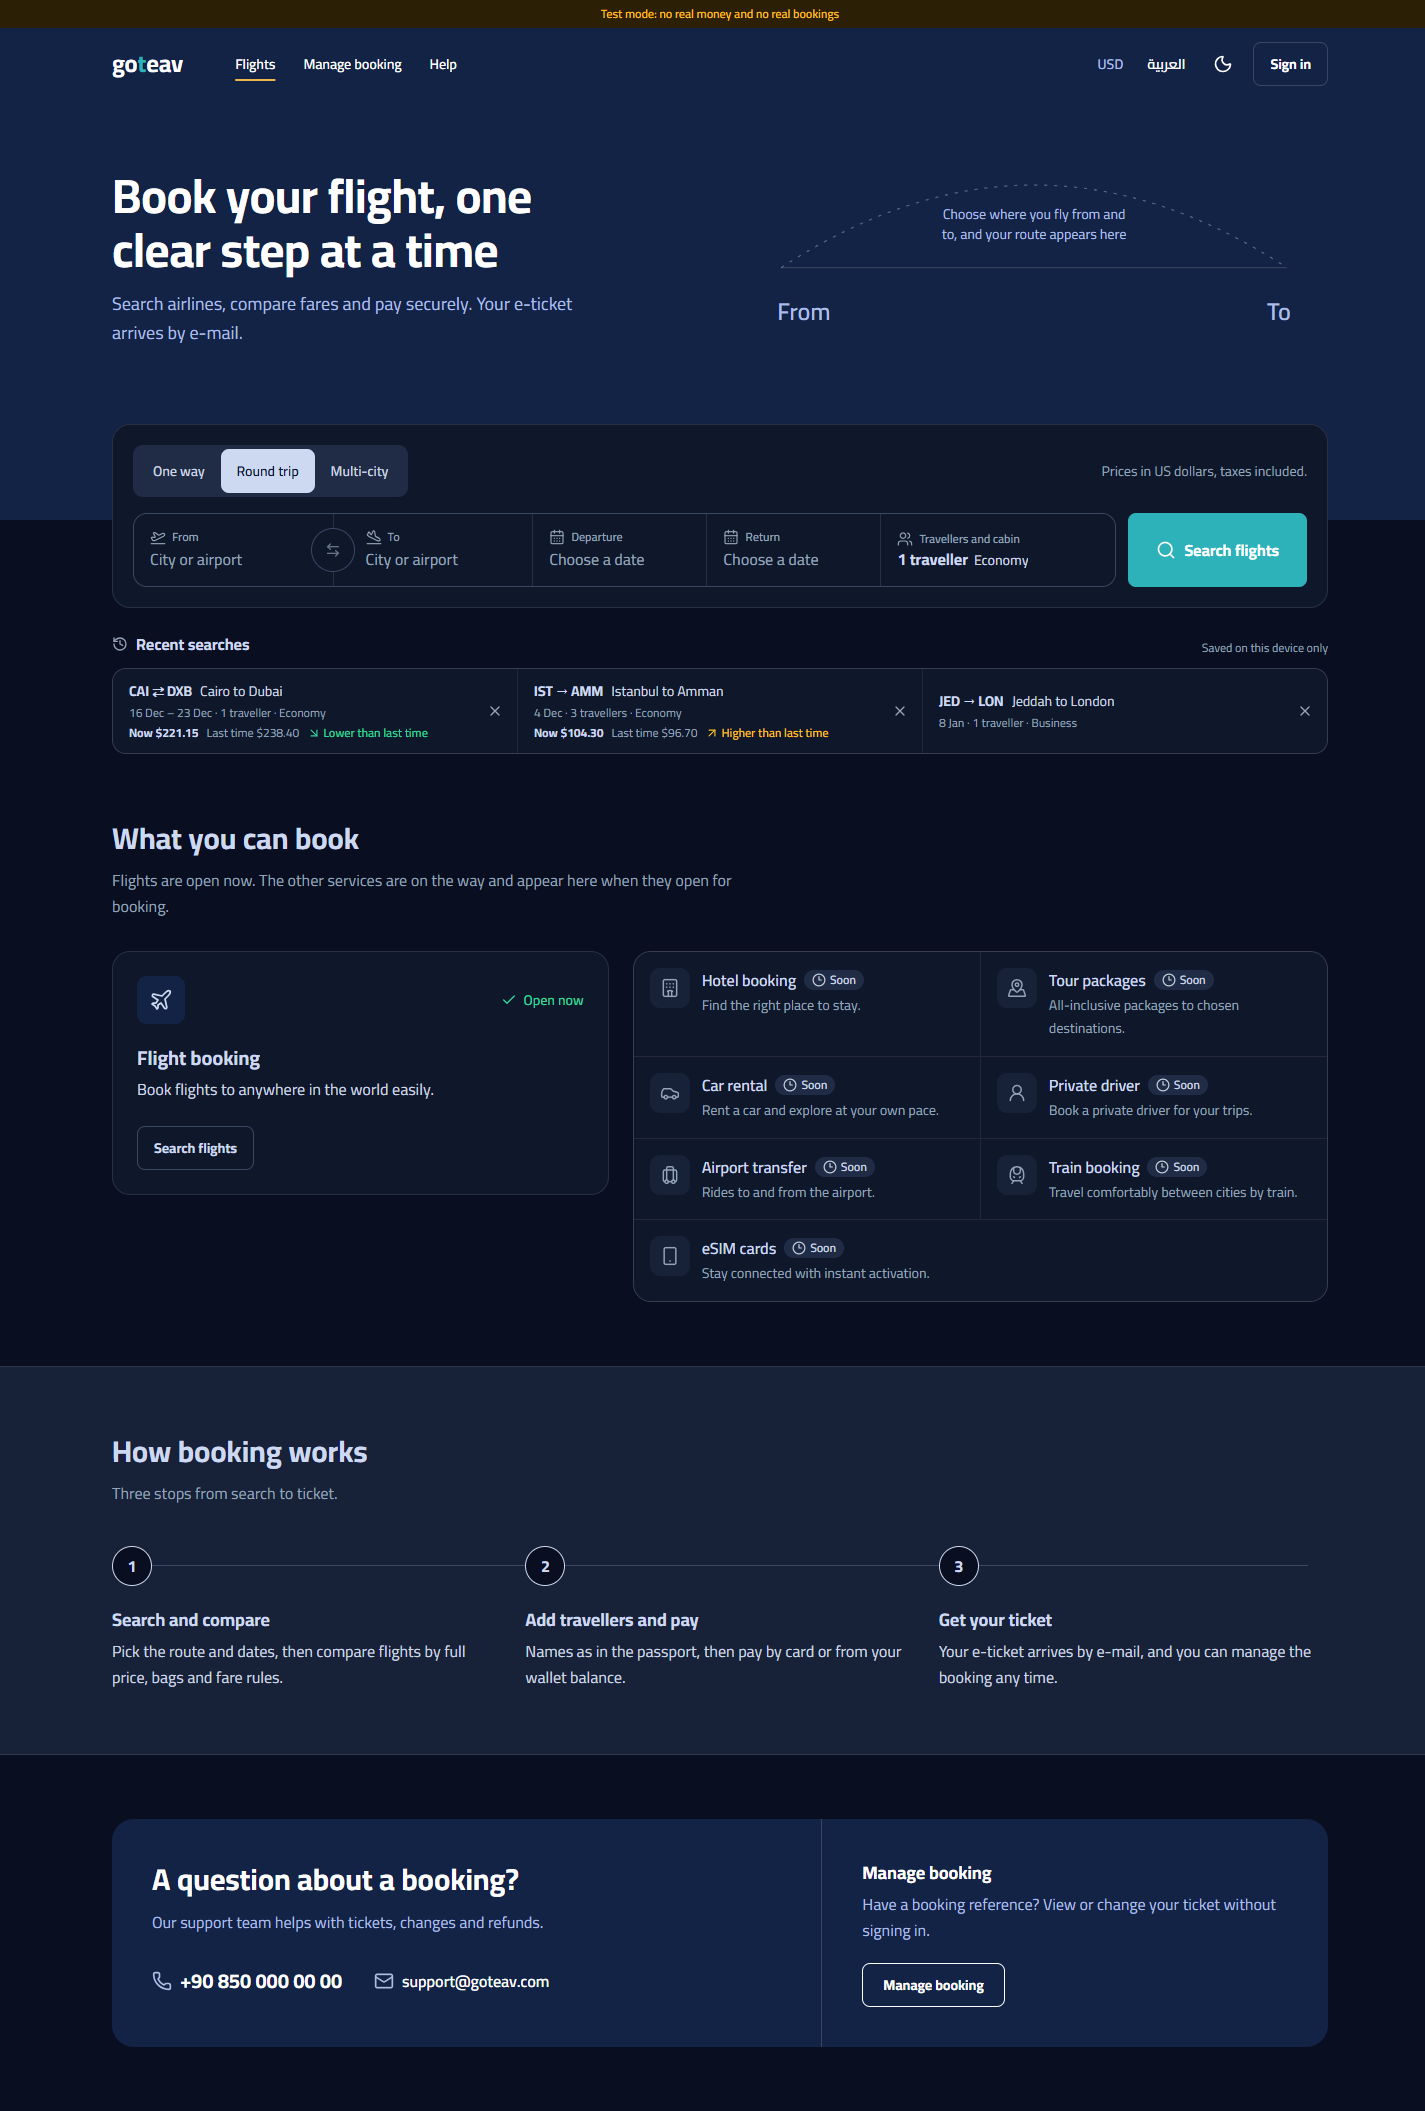 Test mode: no real money and no real bookings
goteav
Flights
Manage booking
Help
USD
العربية
Sign in
Book your flight, one
clear step at a time
Search airlines, compare fares and pay securely. Your e-ticket
arrives by e-mail.
Choose where you fly from and
to, and your route appears here
From
To
One way
Round trip
Multi-city
Prices in US dollars, taxes included.
From
City or airport
To
City or airport
Departure
Choose a date
Return
Choose a date
Travellers and cabin
1 traveller Economy
Search flights
Recent searches
Saved on this device only
CAI ⇄ DXB Cairo to Dubai
16 Dec – 23 Dec · 1 traveller · Economy
Now $221.15 Last time $238.40 ↘ Lower than last time
IST → AMM Istanbul to Amman
4 Dec · 3 travellers · Economy
Now $104.30 Last time $96.70 ↗ Higher than last time
JED → LON Jeddah to London
8 Jan · 1 traveller · Business
What you can book
Flights are open now. The other services are on the way and appear here when they open for
booking.
Open now
Flight booking
Book flights to anywhere in the world easily.
Search flights
Hotel booking Soon
Find the right place to stay.
Tour packages Soon
All-inclusive packages to chosen
destinations.
Car rental Soon
Rent a car and explore at your own pace.
Private driver Soon
Book a private driver for your trips.
Airport transfer Soon
Rides to and from the airport.
Train booking Soon
Travel comfortably between cities by train.
eSIM cards Soon
Stay connected with instant activation.
How booking works
Three stops from search to ticket.
1
Search and compare
Pick the route and dates, then compare flights by full
price, bags and fare rules.
2
Add travellers and pay
Names as in the passport, then pay by card or from your
wallet balance.
3
Get your ticket
Your e-ticket arrives by e-mail, and you can manage the
booking any time.
A question about a booking?
Our support team helps with tickets, changes and refunds.
+90 850 000 00 00
support@goteav.com
Manage booking
Have a booking reference? View or change your ticket without
signing in.
Manage booking